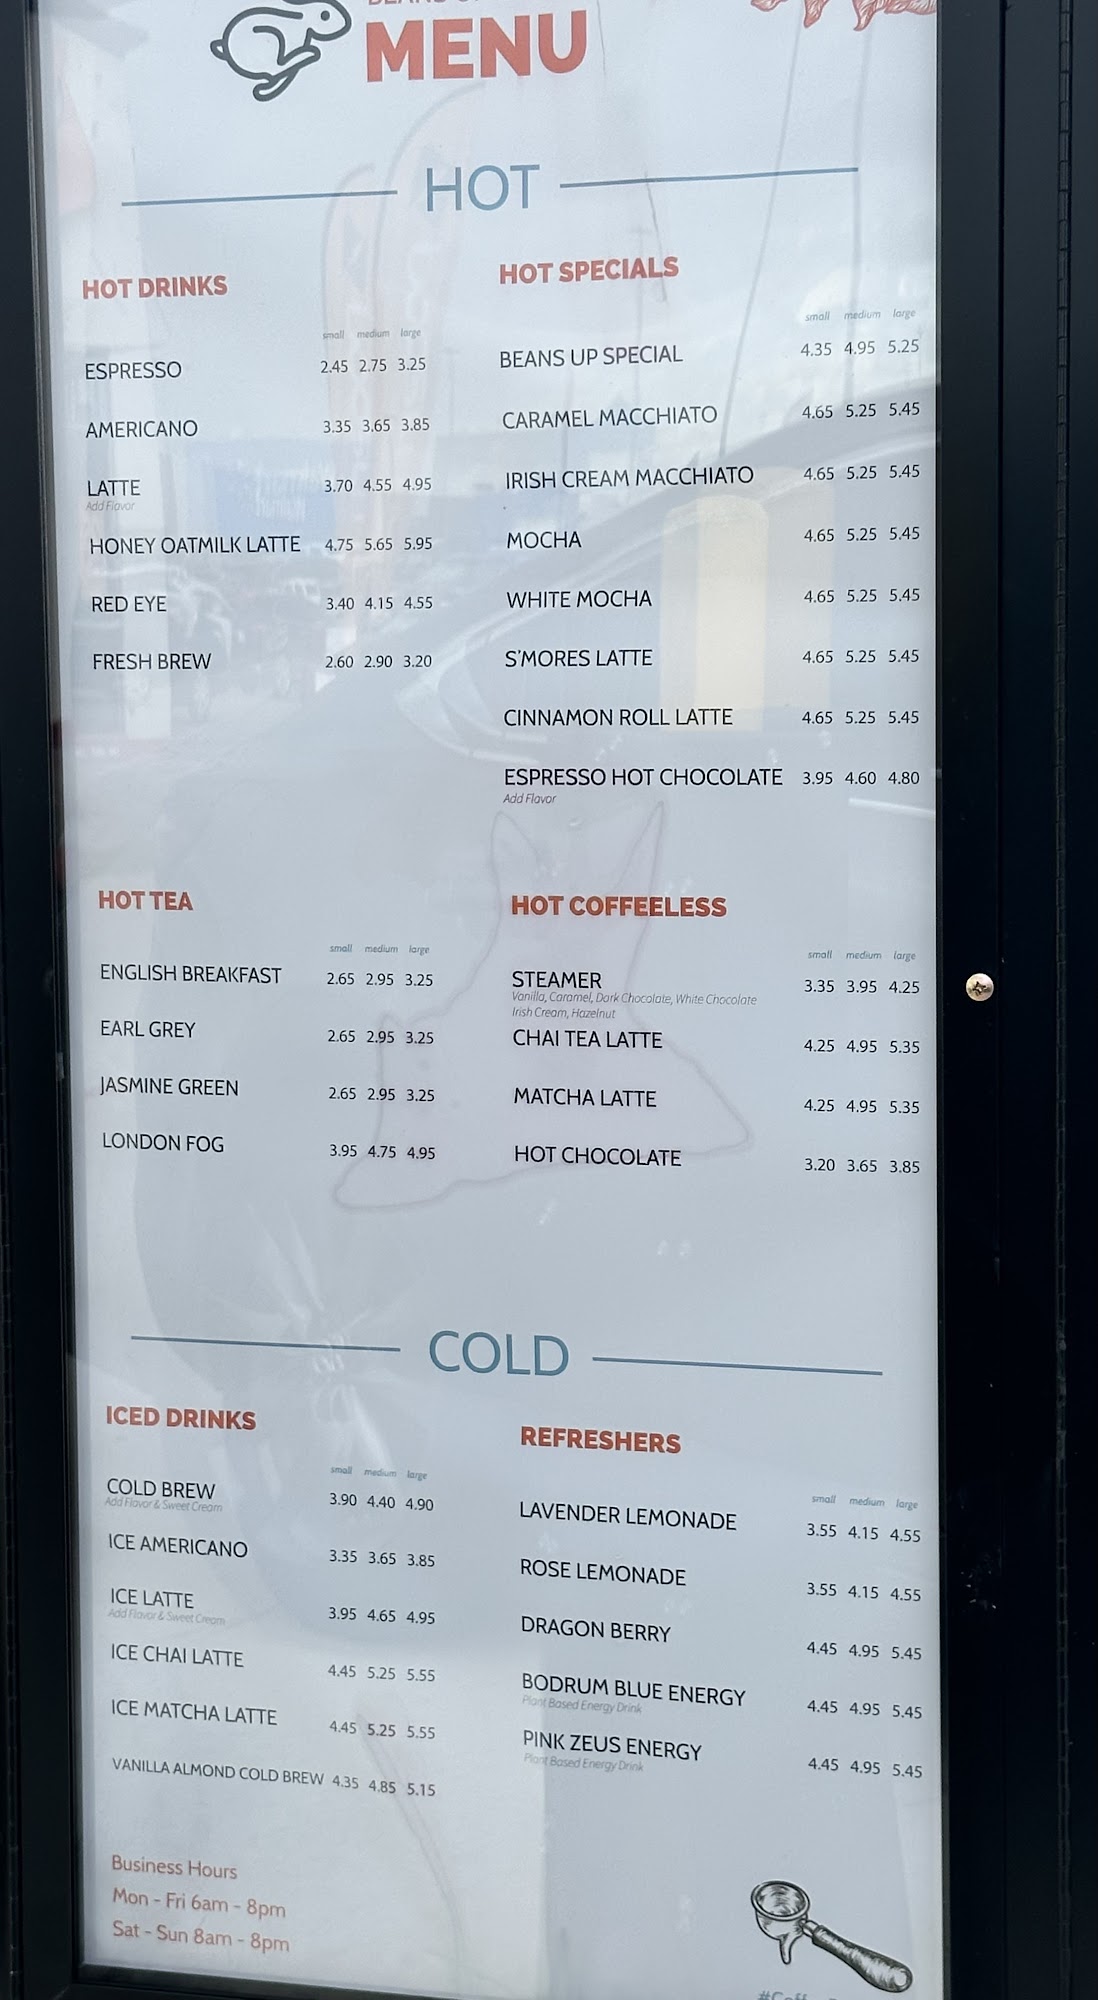 MENU
HOT
HOT DRINKS
small medium large
ESPRESSO 2.45 2.75 3.25
AMERICANO 3.35 3.65 3.85
LATTE 3.70 4.55 4.95
Add Flavor
HONEY OATMILK LATTE 4.75 5.65 5.95
RED EYE 3.40 4.15 4.55
FRESH BREW 2.60 2.90 3.20
HOT SPECIALS
small medium large
BEANS UP SPECIAL 4.35 4.95 5.25
CARAMEL MACCHIATO 4.65 5.25 5.45
IRISH CREAM MACCHIATO 4.65 5.25 5.45
MOCHA 4.65 5.25 5.45
WHITE MOCHA 4.65 5.25 5.45
S'MORES LATTE 4.65 5.25 5.45
CINNAMON ROLL LATTE 4.65 5.25 5.45
ESPRESSO HOT CHOCOLATE 3.95 4.60 4.80
Add Flavor
HOT TEA
small medium large
ENGLISH BREAKFAST 2.65 2.95 3.25
EARL GREY 2.65 2.95 3.25
JASMINE GREEN 2.65 2.95 3.25
LONDON FOG 3.95 4.75 4.95
HOT COFFEELESS
small medium large
STEAMER 3.35 3.95 4.25
Vanilla, Caramel, Dark Chocolate, White Chocolate
Irish Cream, Hazelnut
CHAI TEA LATTE 4.25 4.95 5.35
MATCHA LATTE 4.25 4.95 5.35
HOT CHOCOLATE 3.20 3.65 3.85
COLD
ICED DRINKS
small medium large
COLD BREW 3.90 4.40 4.90
Add Flavor & Sweet Cream
ICE AMERICANO 3.35 3.65 3.85
ICE LATTE 3.95 4.65 4.95
Add Flavor & Sweet Cream
ICE CHAI LATTE 4.45 5.25 5.55
ICE MATCHA LATTE 4.45 5.25 5.55
VANILLA ALMOND COLD BREW 4.35 4.85 5.15
REFRESHERS
small medium large
LAVENDER LEMONADE 3.55 4.15 4.55
ROSE LEMONADE 3.55 4.15 4.55
DRAGON BERRY 4.45 4.95 5.45
BODRUM BLUE ENERGY 4.45 4.95 5.45
Plant Based Energy Drink
PINK ZEUS ENERGY 4.45 4.95 5.45
Plant Based Energy Drink
Business Hours
Mon - Fri 6am - 8pm
Sat - Sun 8am - 8pm